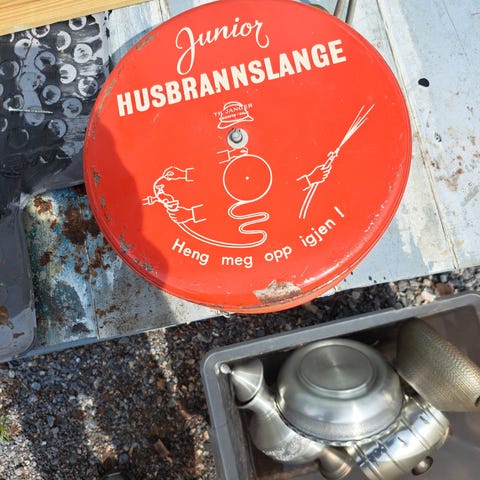 Junior
HUSBRANNSLANGE
Heng meg opp igjen!